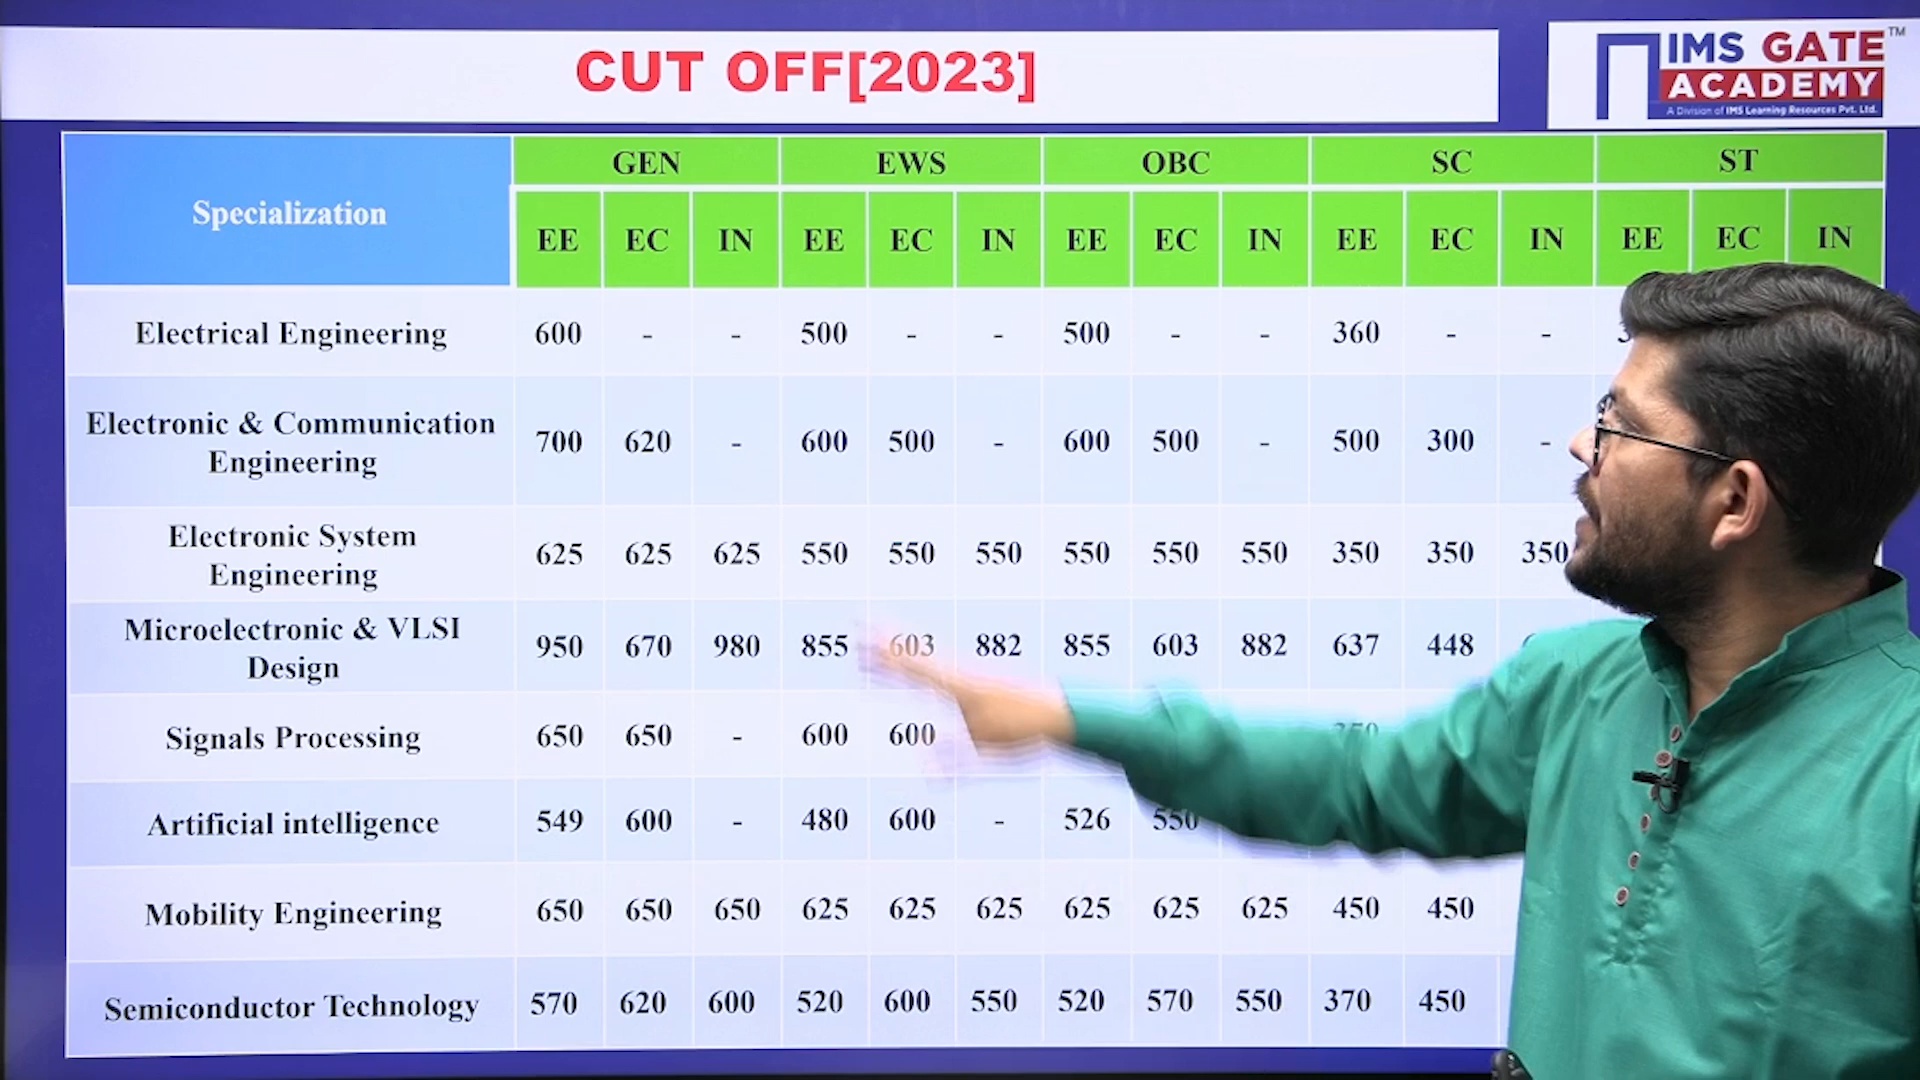 CUT OFF[2023]
IMS GATE™
ACADEMY
A Division of IMS Learning Resources Pvt. Ltd.
Specialization GEN EWS OBC SC ST
EE EC IN EE EC IN EE EC IN EE EC IN EE EC IN
Electrical Engineering 600 - - 500 - - 500 - - 360 - -
Electronic & Communication
Engineering 700 620 - 600 500 - 600 500 - 500 300 -
Electronic System
Engineering 625 625 625 550 550 550 550 550 550 350 350 350
Microelectronic & VLSI
Design 950 670 980 855 603 882 855 603 882 637 448
Signals Processing 650 650 - 600 600
Artificial intelligence 549 600 - 480 600 - 526 550
Mobility Engineering 650 650 650 625 625 625 625 625 625 450 450
Semiconductor Technology 570 620 600 520 600 550 520 570 550 370 450